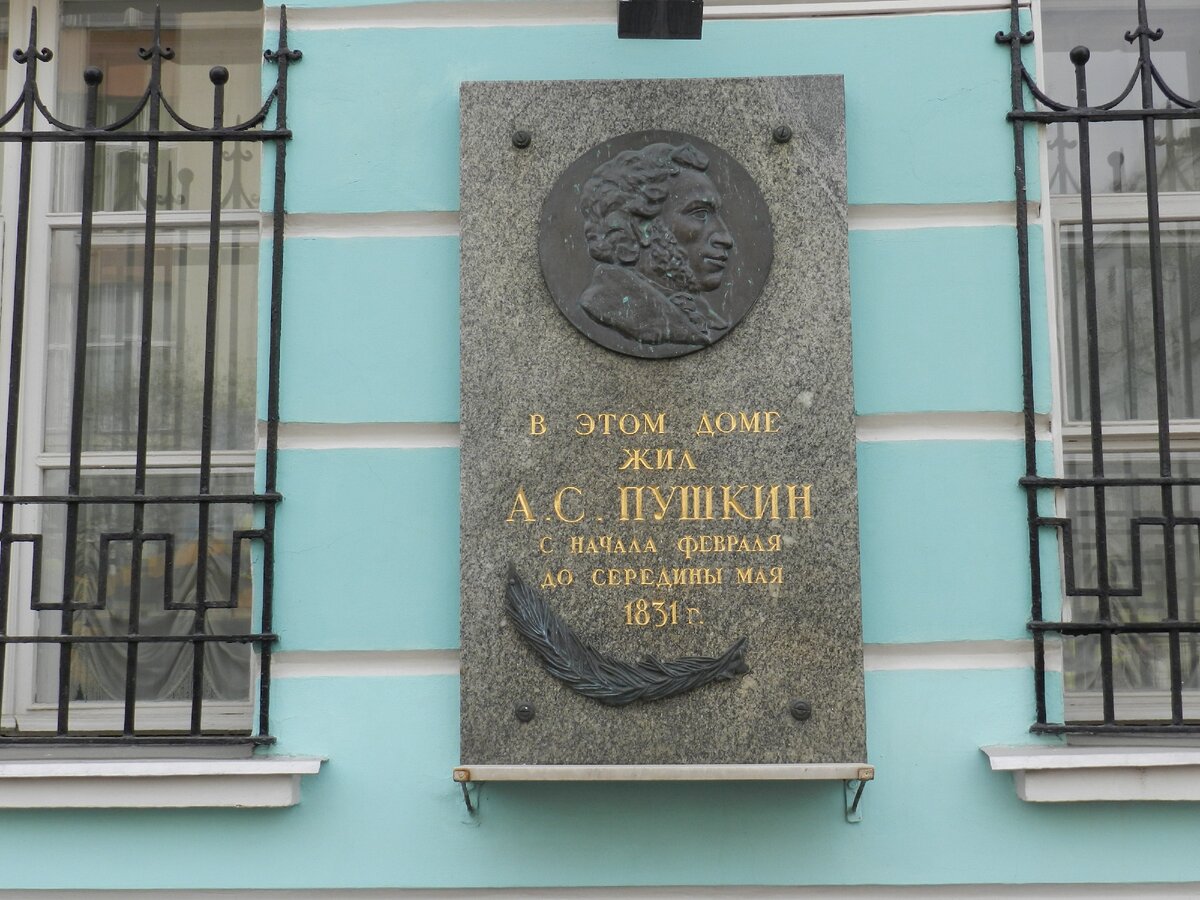 В ЭТОМ ДОМЕ
ЖИЛ
А.С. ПУШКИН
С НАЧАЛА ФЕВРАЛЯ
ДО СЕРЕДИНЫ МАЯ
1831 г.